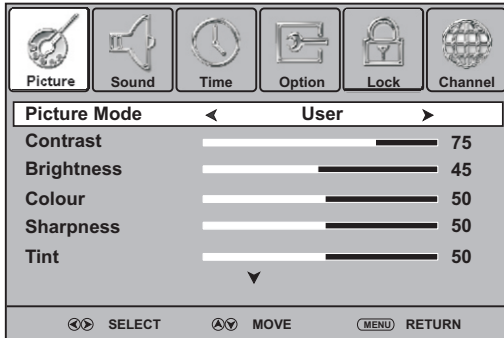 Picture Sound Time Option Lock Channel
Picture Mode User
Contrast 75
Brightness 45
Colour 50
Sharpness 50
Tint 50
SELECT MOVE MENU RETURN